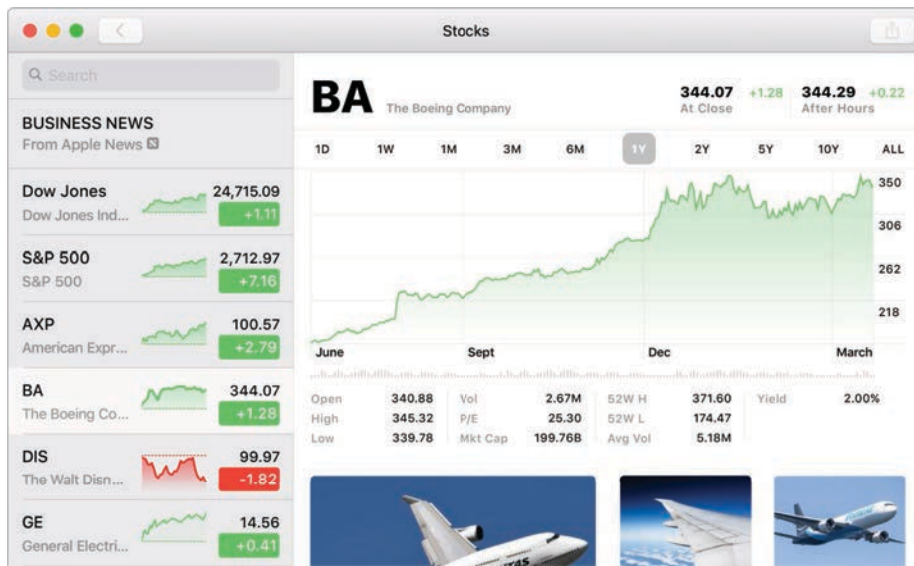 Stocks
Search
BUSINESS NEWS
From Apple News
Dow Jones 24,715.09
Dow Jones Ind... +1.11
S&P 500 2,712.97
S&P 500 +7.16
AXP 100.57
American Expr... +2.79
BA 344.07
The Boeing Co... +1.28
DIS 99.97
The Walt Disn... -1.82
GE 14.56
General Electri... +0.41
BA The Boeing Company 344.07 +1.28 344.29 +0.22
At Close After Hours
1D 1W 1M 3M 6M 1Y 2Y 5Y 10Y ALL
350
306
262
218
June Sept Dec March
Open 340.88 Vol 2.67M 52W H 371.60 Yield 2.00%
High 345.32 P/E 25.30 52W L 174.47
Low 339.78 Mkt Cap 199.76B Avg Vol 5.18M